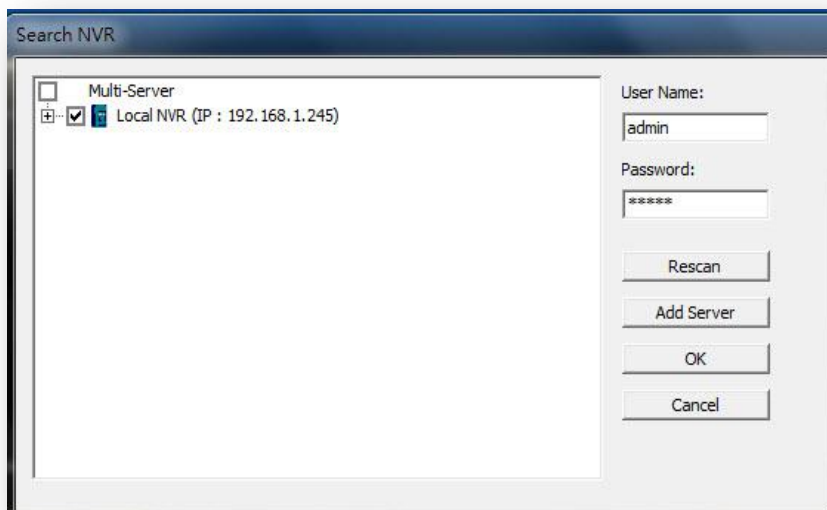 Search NVR
Multi-Server
Local NVR (IP : 192.168.1.245)
User Name:
admin
Password:
*****
Rescan
Add Server
OK
Cancel